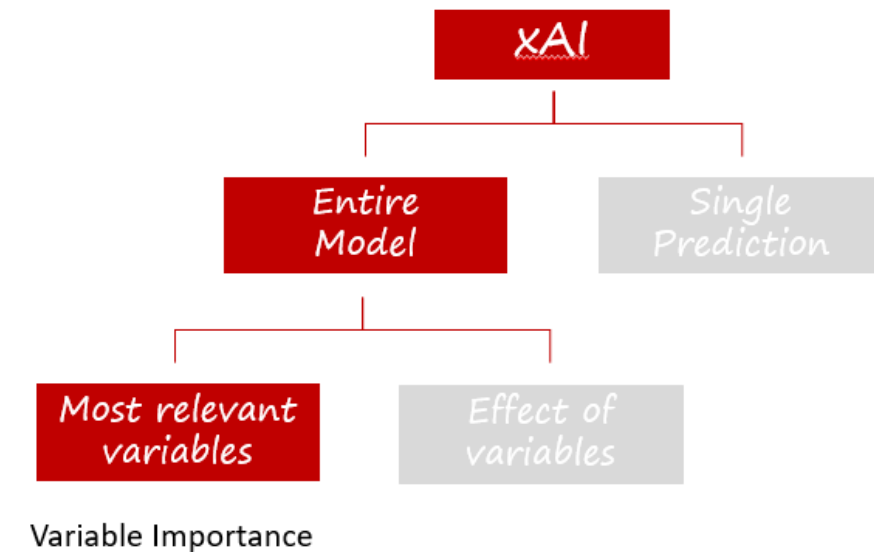 xAI
Entire
Model
Single
Prediction
Most relevant
variables
Effect of
variables
Variable Importance